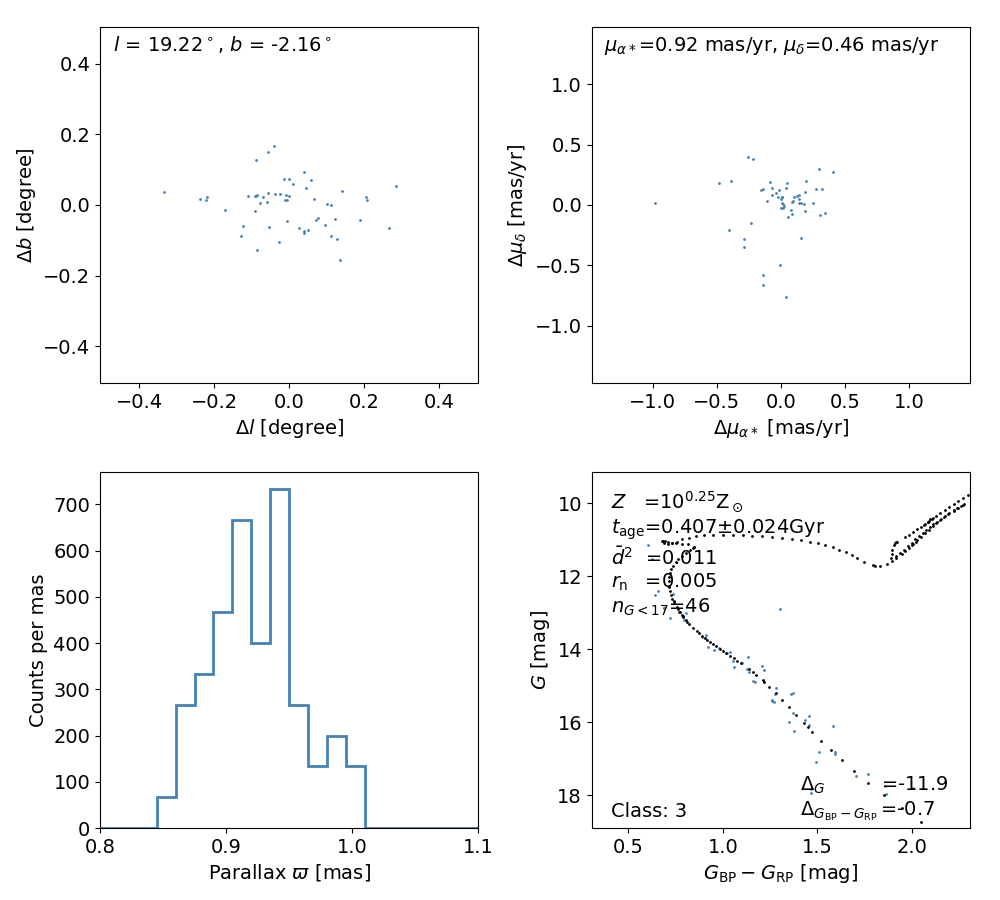 l = 19.22°, b = -2.16°
0.4
0.2
0.0
−0.2
−0.4
Δb [degree]
−0.4 −0.2 0.0 0.2 0.4
Δl [degree]
μα*=0.92 mas/yr, μδ=0.46 mas/yr
1.0
0.5
0.0
−0.5
−1.0
Δμδ [mas/yr]
−1.0 −0.5 0.0 0.5 1.0
Δμα* [mas/yr]
700
600
500
400
300
200
100
0
Counts per mas
0.8 0.9 1.0 1.1
Parallax ϖ [mas]
Z =10^0.25 Z⊙
t_age=0.407±0.024Gyr
d̄² =0.011
r_n =0.005
n_G<17=46
10
12
14
16
18
G [mag]
Δ_G =-11.9
Δ_G_BP−G_RP =-0.7
Class: 3
0.5 1.0 1.5 2.0
G_BP − G_RP [mag]